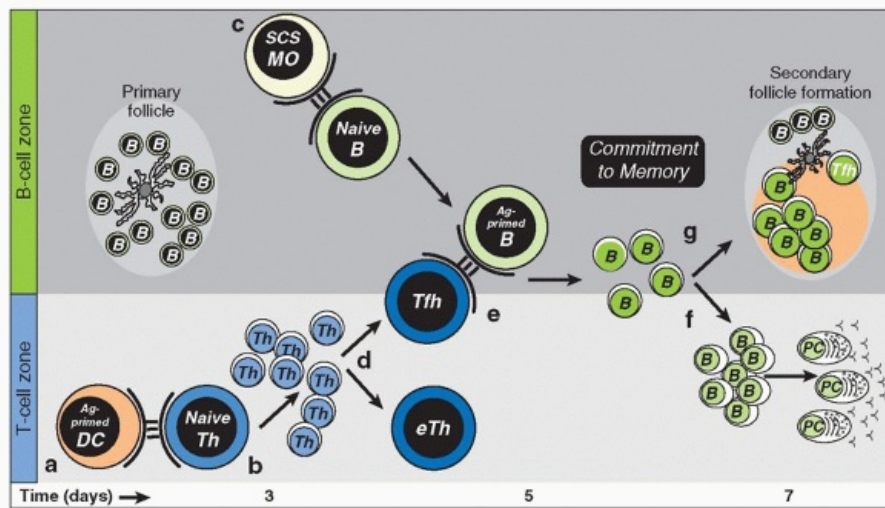 B-cell zone
T-cell zone
Primary
follicle
B
B
B
B
B
B
B
B
B
B
B
B
B
B
c
SCS
MO
Naive
B
Ag-
primed
B
Commitment
to Memory
Secondary
follicle formation
B
B
B
Tfh
B
B
B
B
B
B
B
B
B
B
B
g
f
Tfh
e
d
Th
Th
Th
Th
Th
Th
Th
Th
a
Ag-
primed
DC
Naive
Th
b
eTh
B
B
B
B
B
B
B
PC
PC
PC
Time (days)
3
5
7